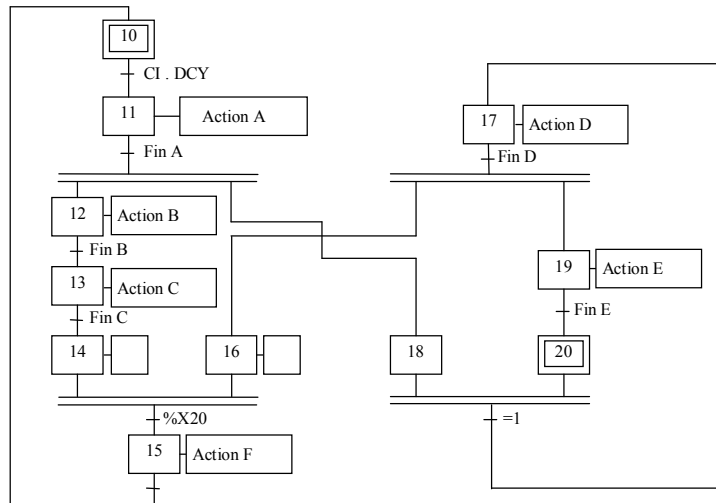 10
CI . DCY
11
Action A
Fin A
12
Action B
Fin B
13
Action C
Fin C
14
16
%X20
15
Action F
17
Action D
Fin D
19
Action E
Fin E
18
20
=1